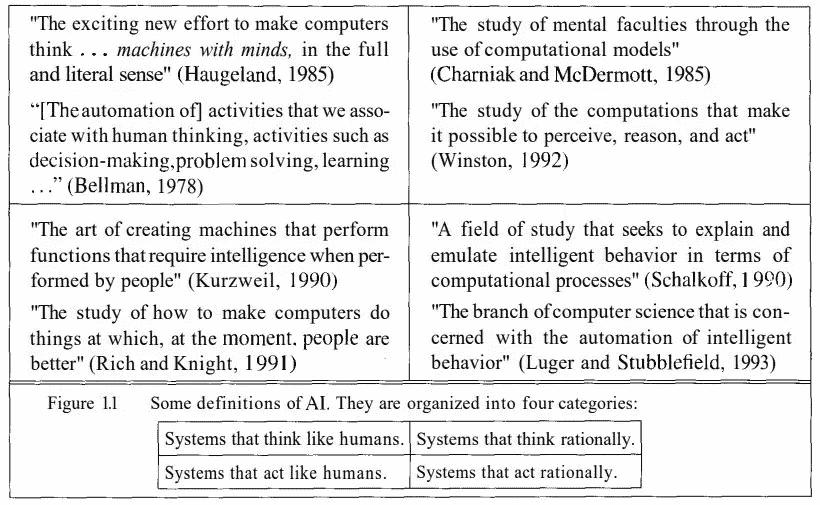 "The exciting new effort to make computers
think . . . machines with minds, in the full
and literal sense" (Haugeland, 1985)
"[The automation of] activities that we asso-
ciate with human thinking, activities such as
decision-making, problem solving, learning
. . ." (Bellman, 1978)
"The study of mental faculties through the
use of computational models"
(Charniak and McDermott, 1985)
"The study of the computations that make
it possible to perceive, reason, and act"
(Winston, 1992)
"The art of creating machines that perform
functions that require intelligence when per-
formed by people" (Kurzweil, 1990)
"The study of how to make computers do
things at which, at the moment, people are
better" (Rich and Knight, 1991)
"A field of study that seeks to explain and
emulate intelligent behavior in terms of
computational processes" (Schalkoff, 1990)
"The branch of computer science that is con-
cerned with the automation of intelligent
behavior" (Luger and Stubblefield, 1993)
Figure 1.1 Some definitions of AI. They are organized into four categories:
Systems that think like humans. Systems that think rationally.
Systems that act like humans. Systems that act rationally.